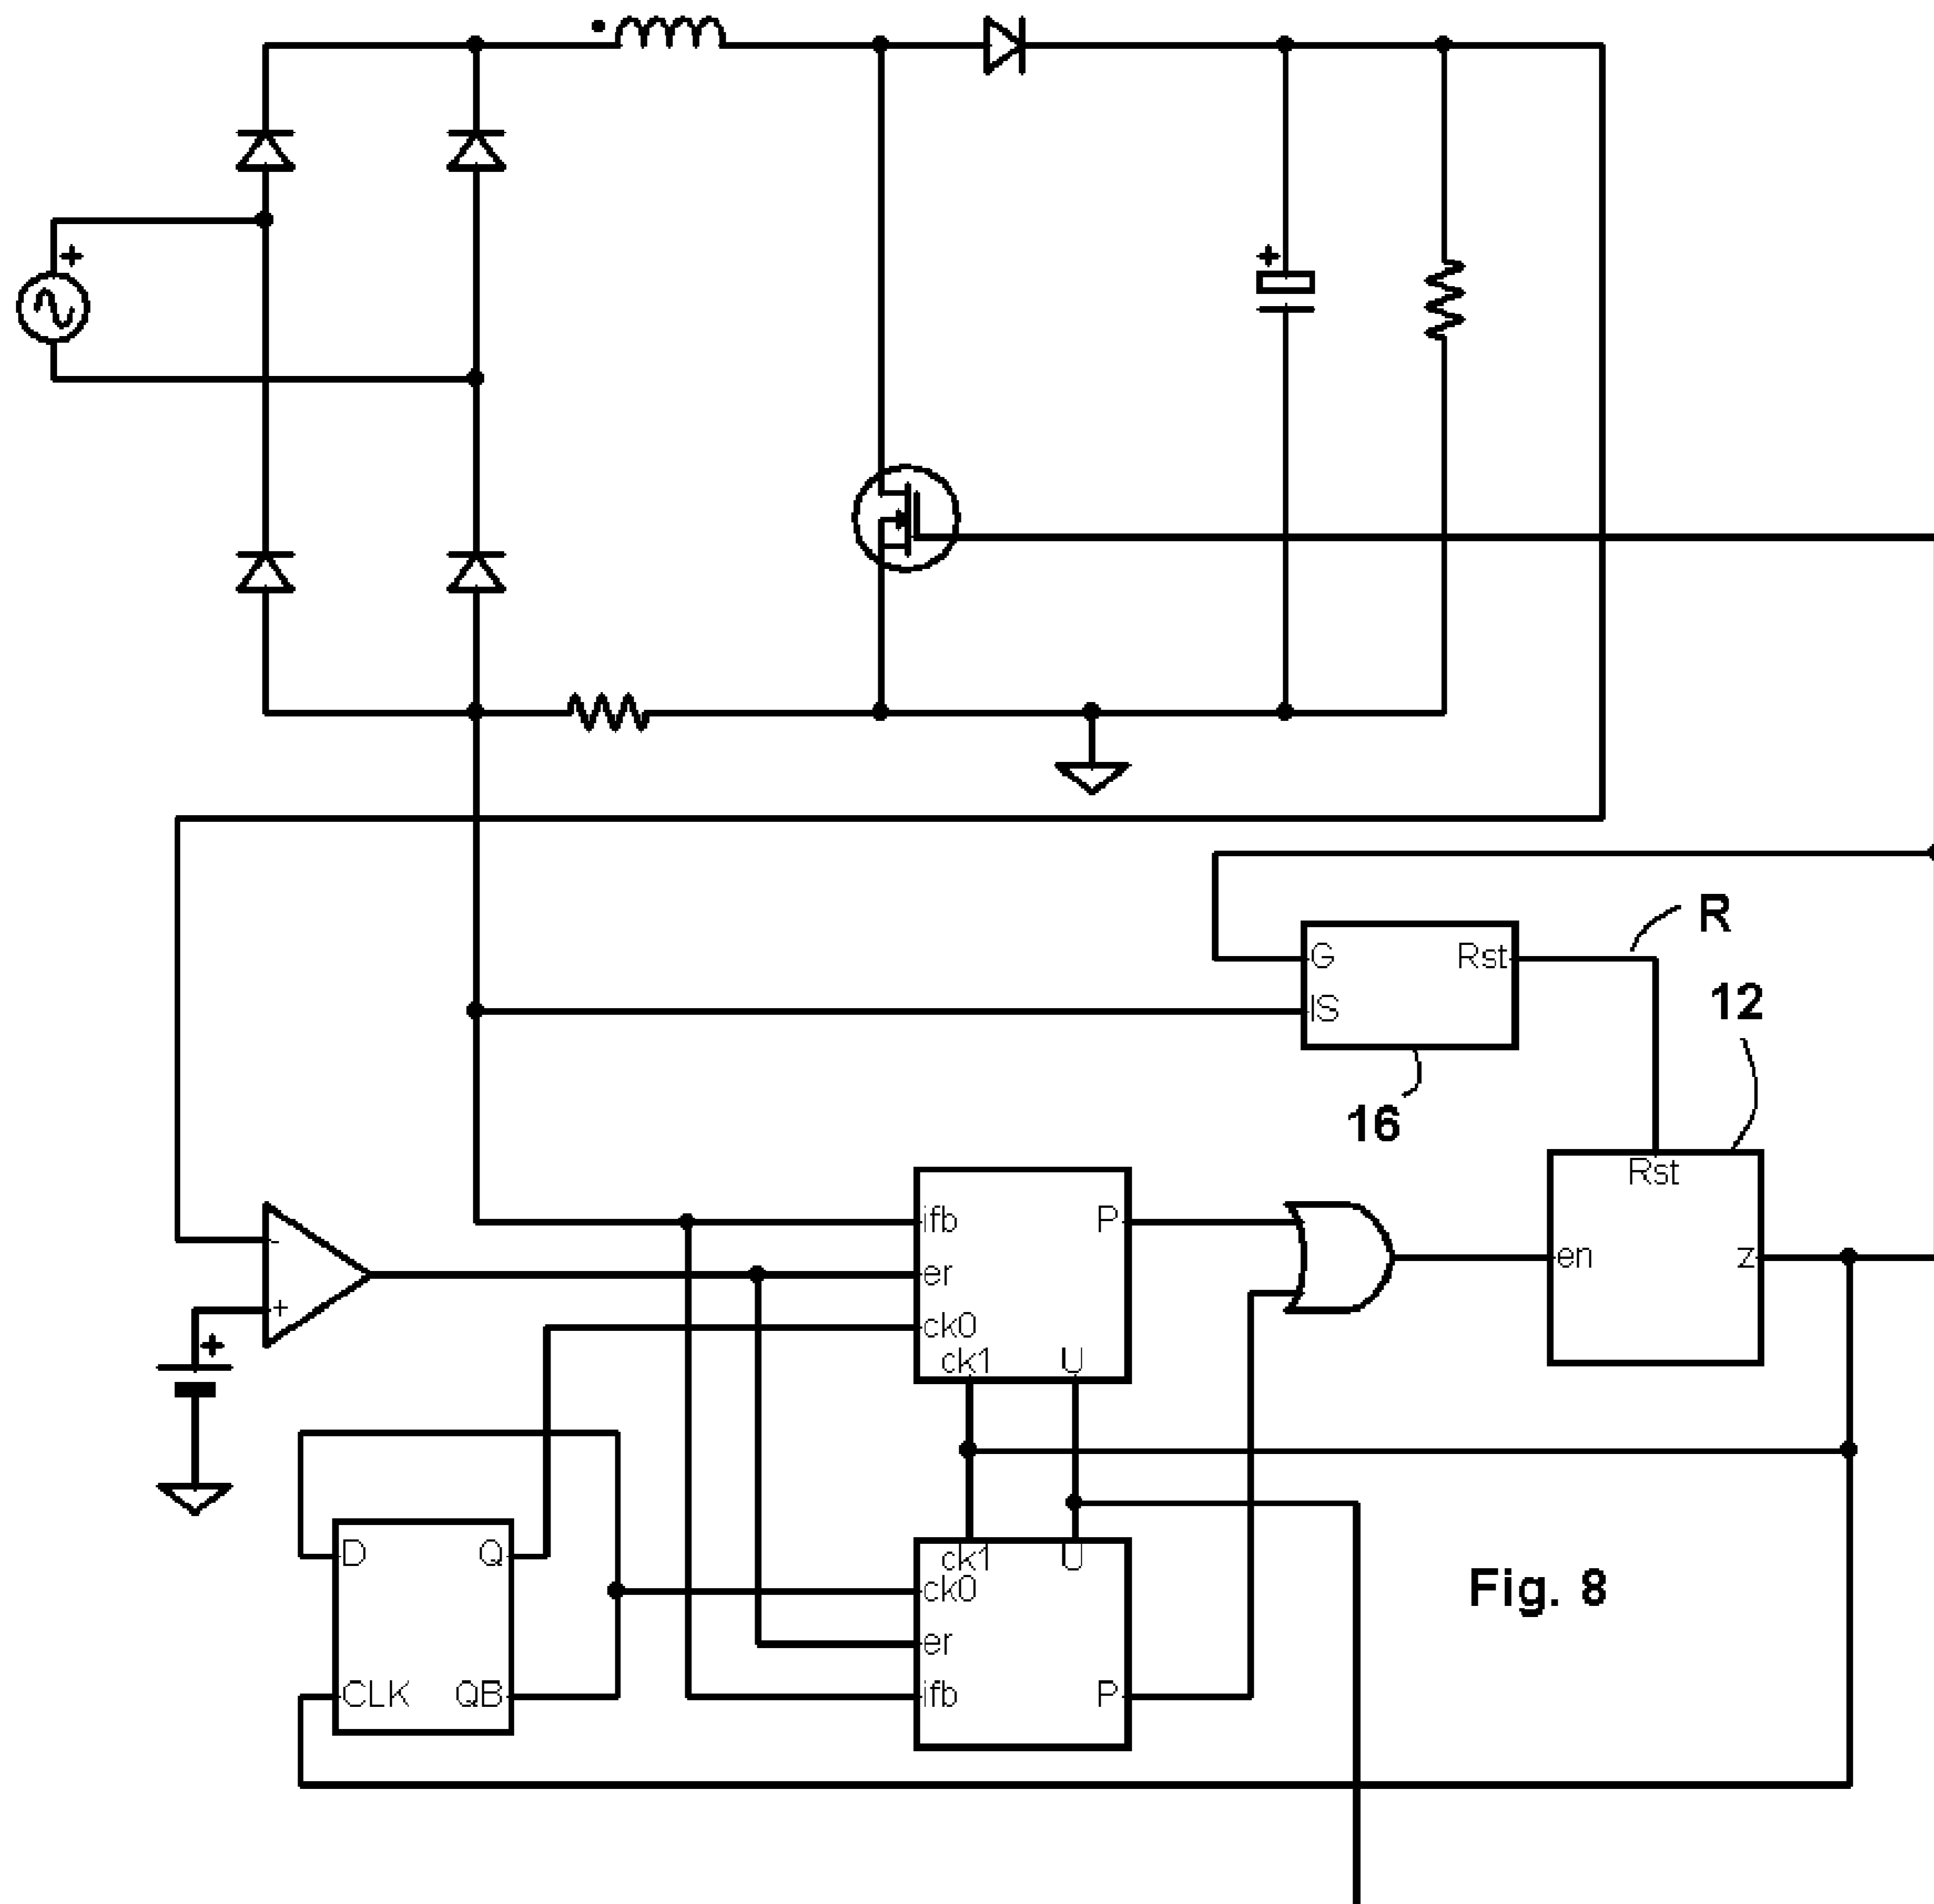 +
+
R
G Rst
IS
12
16
Rst
ifb P
er
ck0
ck1 U
en z
-
+
+
D Q
CLK QB
ck1 U
ck0
er
ifb P
Fig. 8